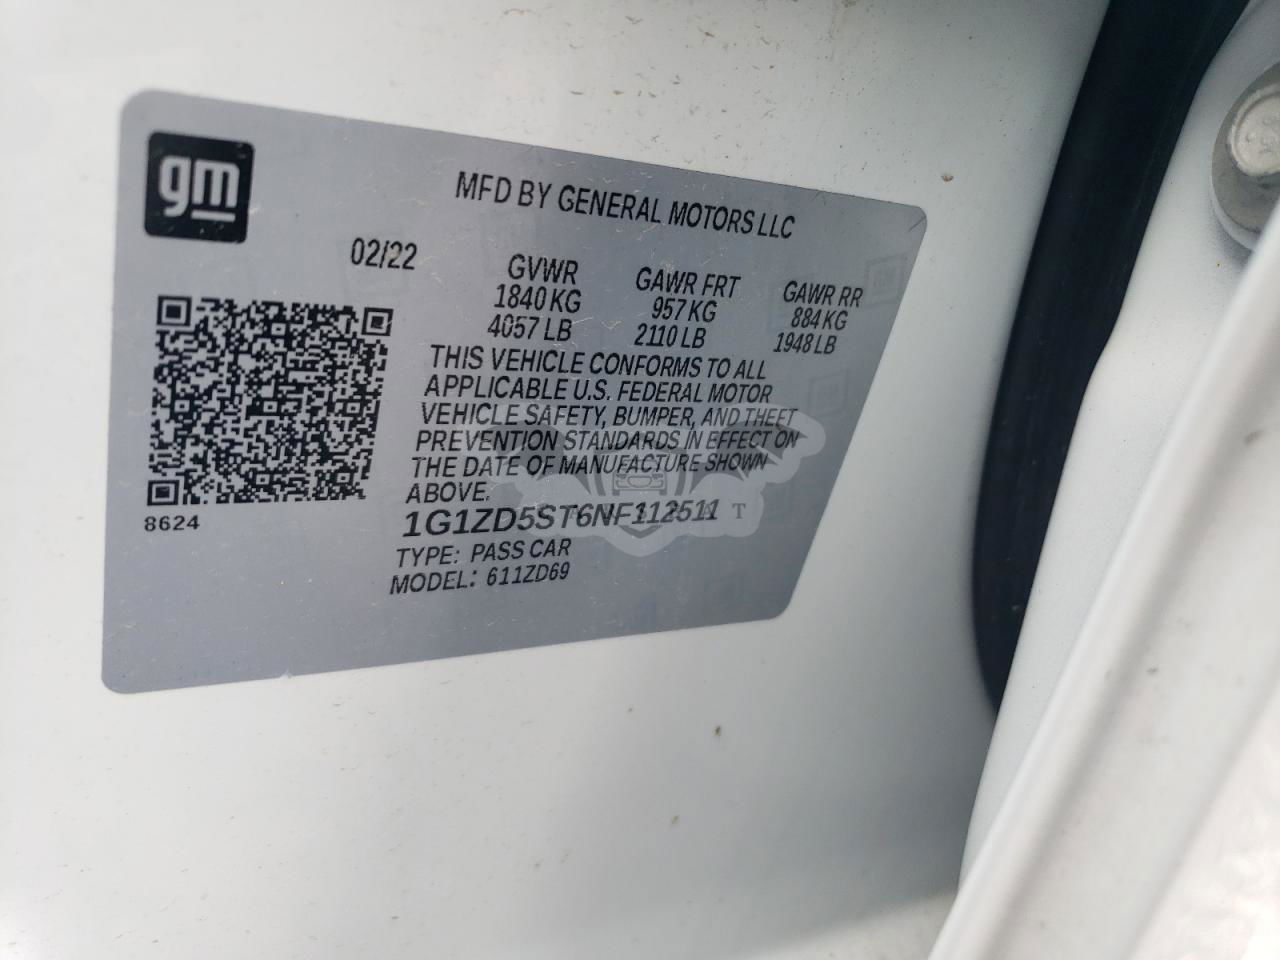 gm
MFD BY GENERAL MOTORS LLC
02/22
GVWR
1840 KG
4057 LB
GAWR FRT
957 KG
2110 LB
GAWR RR
884 KG
1948 LB
THIS VEHICLE CONFORMS TO ALL
APPLICABLE U.S. FEDERAL MOTOR
VEHICLE SAFETY, BUMPER, AND THEFT
PREVENTION STANDARDS IN EFFECT ON
THE DATE OF MANUFACTURE SHOWN
ABOVE.
8624
1G1ZD5ST6NF112511
TYPE: PASS CAR
MODEL: 611ZD69